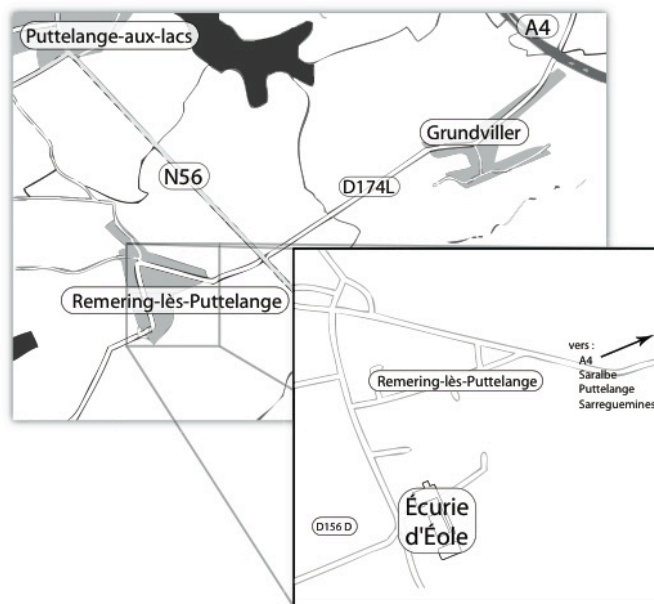 Puttelange-aux-lacs
A4
Grundviller
N56
D174L
Remering-lès-Puttelange
vers :
A4
Saralbe
Puttelange
Sarreguemines
Remering-lès-Puttelange
D156 D
Écurie
d'Éole